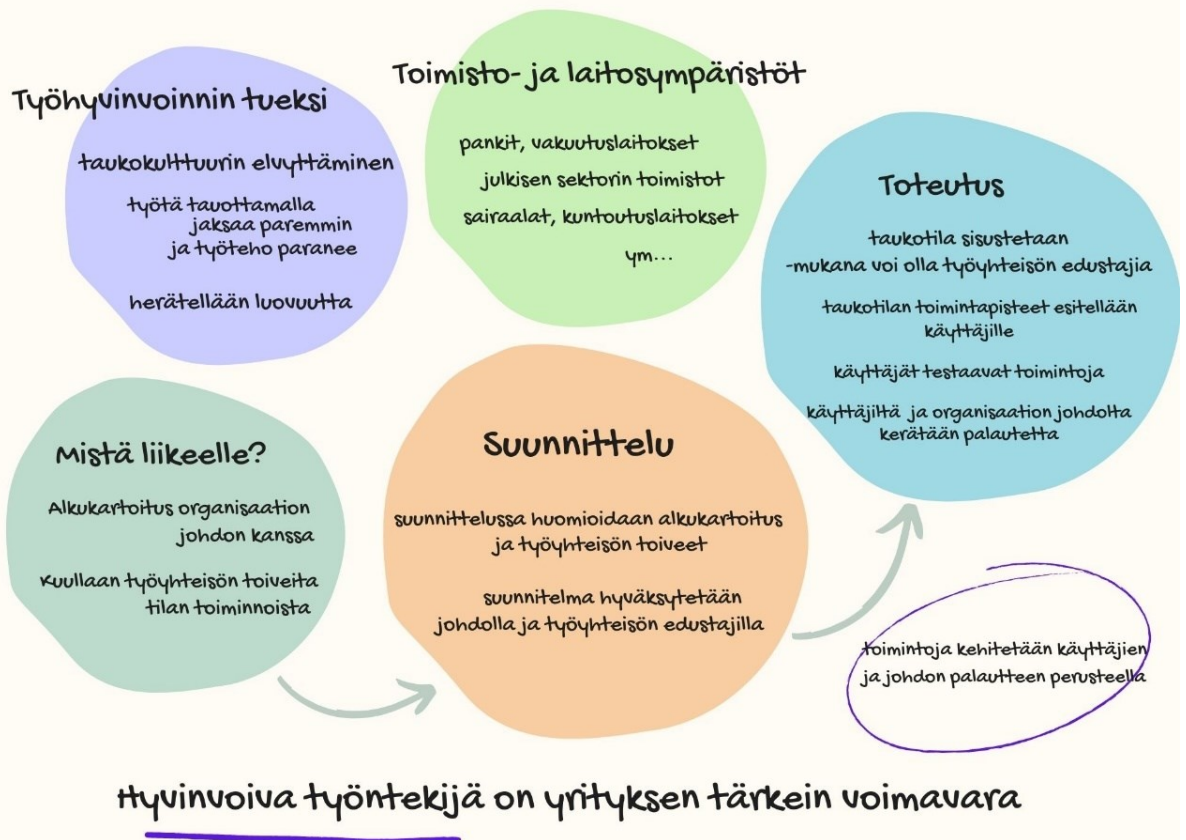 Työhyvinvoinnin tueksi
taukokulttuurin elvyttäminen
työtä tauottamalla
jaksaa paremmin
ja työteho paranee
herätellään luovuutta
Toimisto- ja laitosympäristöt
pankit, vakuutuslaitokset
julkisen sektorin toimistot
sairaalat, kuntoutuslaitokset
ym...
Mistä liikeelle?
Alkukartoitus organisaation
johdon kanssa
Kuullaan työyhteisön toiveita
tilan toiminnoista
Suunnittelu
suunnittelussa huomioidaan alkukartoitus
ja työyhteisön toiveet
suunnitelma hyväksytetään
johdolla ja työyhteisön edustajilla
Toteutus
taukotila sisustetaan
-mukana voi olla työyhteisön edustajia
taukotilan toimintapisteet esitellään
käyttäjille
käyttäjät testaavat toimintoja
käyttäjiltä ja organisaation johdolta
kerätään palautetta
toimintoja kehitetään käyttäjien
ja johdon palautteen perusteella
Hyvinvoiva työntekijä on yrityksen tärkein voimavara